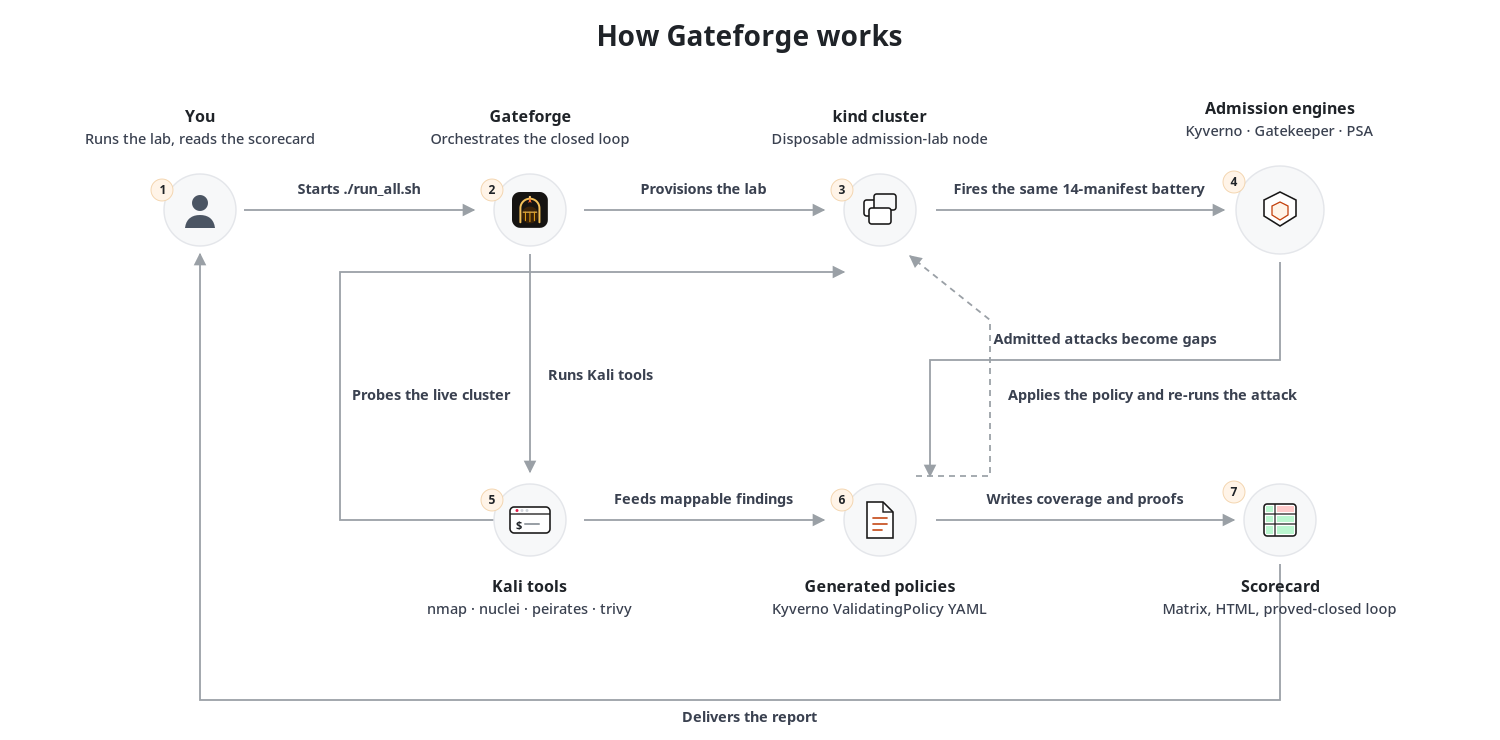 How Gateforge works
You
Runs the lab, reads the scorecard
Gateforge
Orchestrates the closed loop
kind cluster
Disposable admission-lab node
Admission engines
Kyverno · Gatekeeper · PSA
1
Starts ./run_all.sh
2
Provisions the lab
3
Fires the same 14-manifest battery
4
Admitted attacks become gaps
Runs Kali tools
Probes the live cluster
Applies the policy and re-runs the attack
5
$
Feeds mappable findings
6
Writes coverage and proofs
7
Kali tools
nmap · nuclei · peirates · trivy
Generated policies
Kyverno ValidatingPolicy YAML
Scorecard
Matrix, HTML, proved-closed loop
Delivers the report